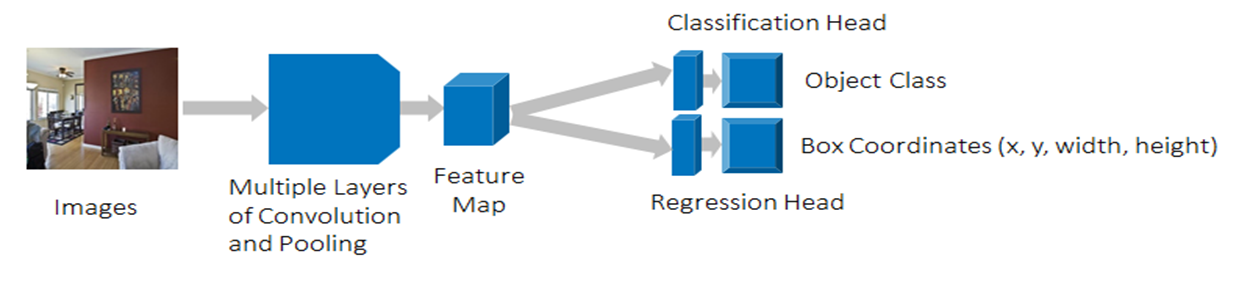 Classification Head
Object Class
Box Coordinates (x, y, width, height)
Regression Head
Feature
Map
Multiple Layers
of Convolution
and Pooling
Images